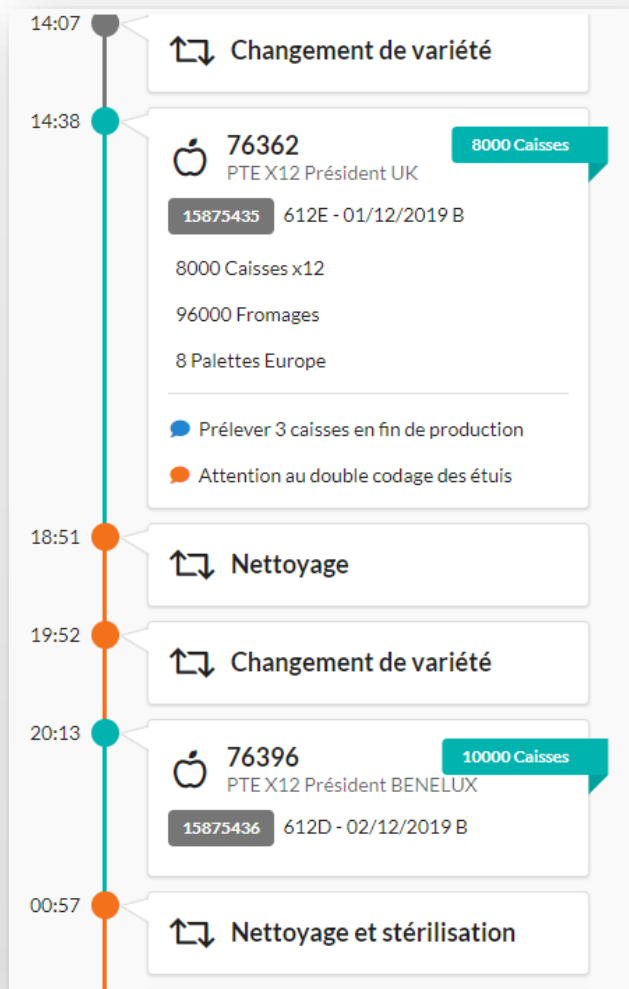 14:07
Changement de variété
14:38
76362
8000 Caisses
PTE X12 Président UK
15875435 612E - 01/12/2019 B
8000 Caisses x12
96000 Fromages
8 Palettes Europe
Prélever 3 caisses en fin de production
Attention au double codage des étuis
18:51
Nettoyage
19:52
Changement de variété
20:13
76396
10000 Caisses
PTE X12 Président BENELUX
15875436 612D - 02/12/2019 B
00:57
Nettoyage et stérilisation